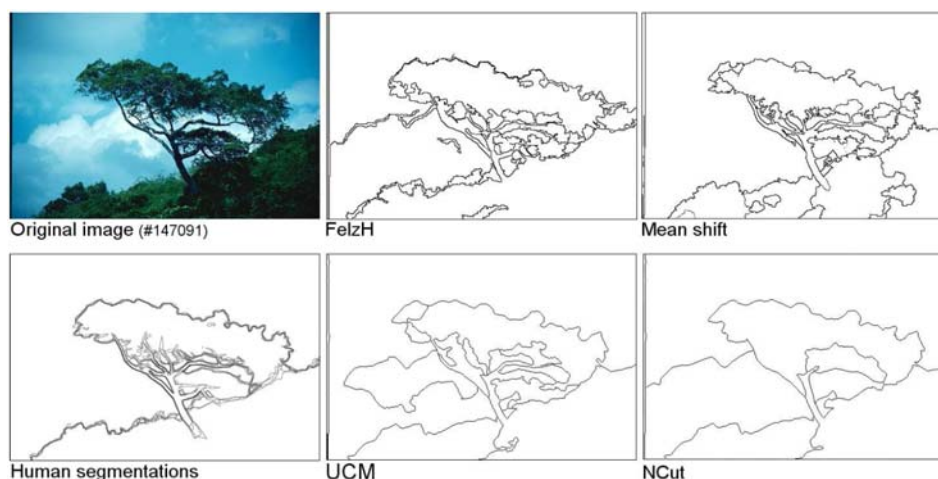 Original image (#147091)
FelzH
Mean shift
Human segmentations
UCM
NCut